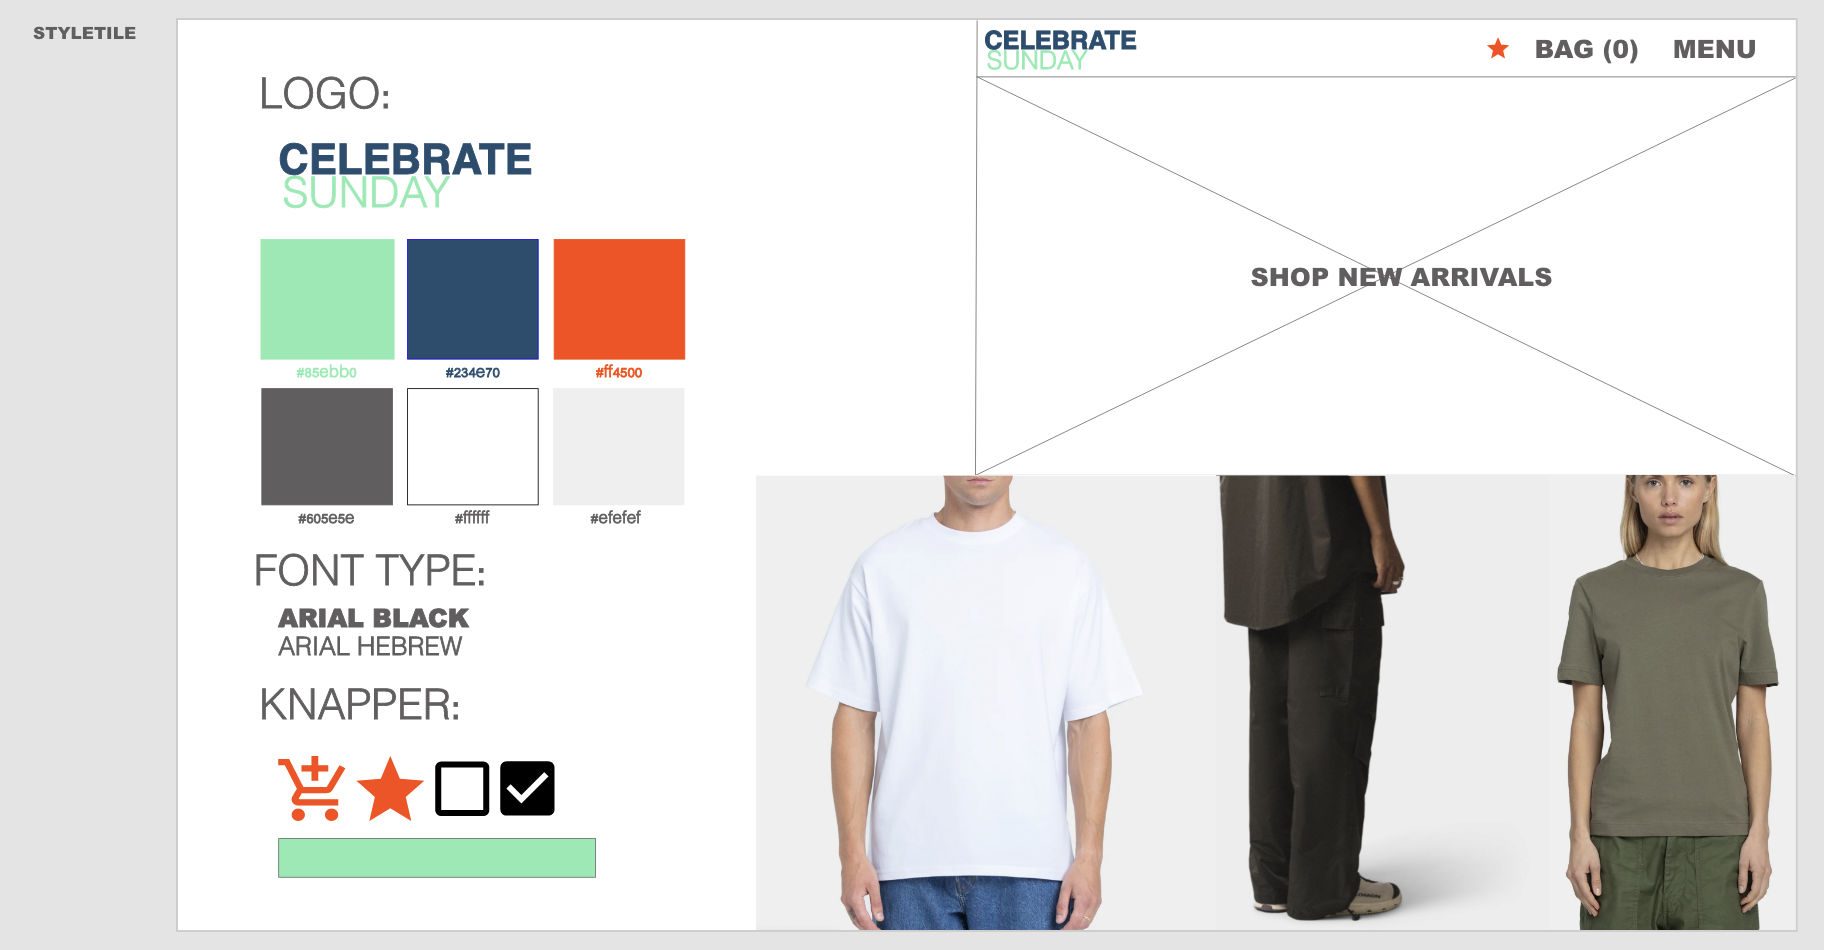 STYLETILE
LOGO:
CELEBRATE
SUNDAY
#85ebb0
#234e70
#ff4500
#605e5e
#ffffff
#efefef
FONT TYPE:
ARIAL BLACK
ARIAL HEBREW
KNAPPER:
CELEBRATE
SUNDAY
BAG (0) MENU
SHOP NEW ARRIVALS